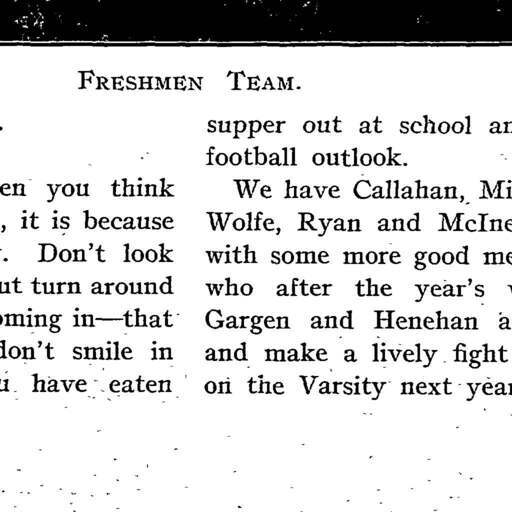 FRESHMEN TEAM.
.
en you think
, it is because
. Don't look
ut turn around
oming in—that
don't smile in
u have eaten
supper out at school an
football outlook.
We have Callahan, Mi
Wolfe, Ryan and McIne
with some more good me
who after the year's
Gargen and Henehan a
and make a lively fight
on the Varsity next year